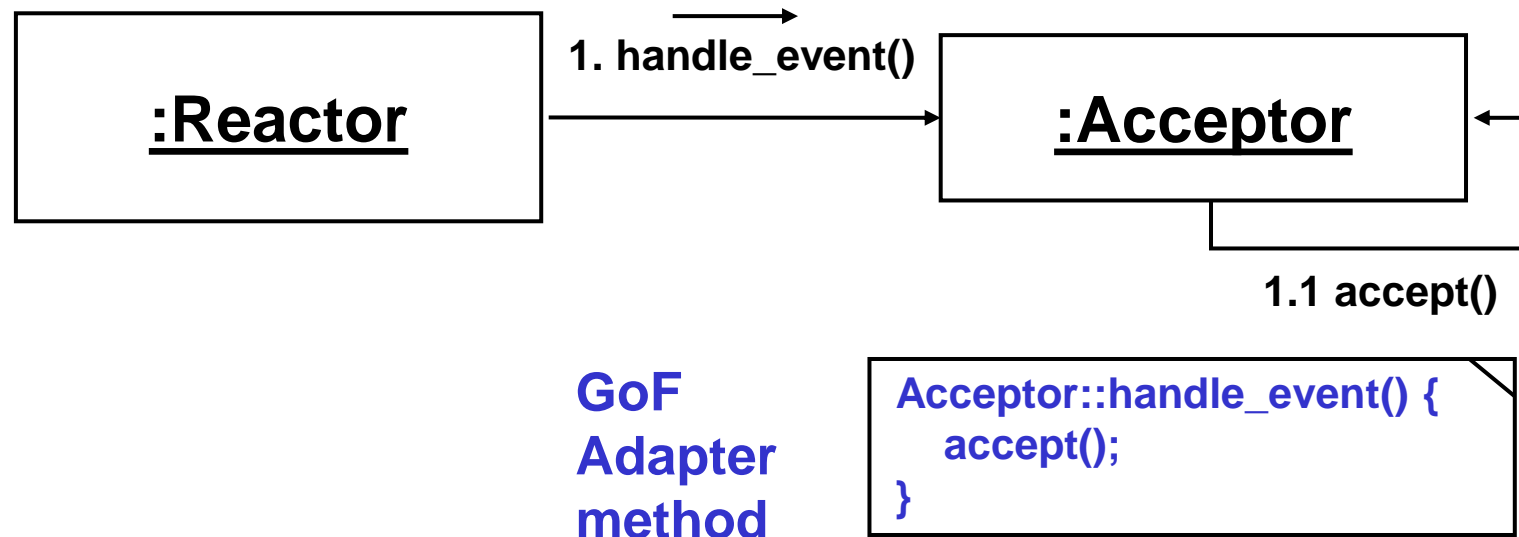 1. handle_event()
:Reactor
:Acceptor
1.1 accept()
GoF
Adapter
method
Acceptor::handle_event() {
accept();
}